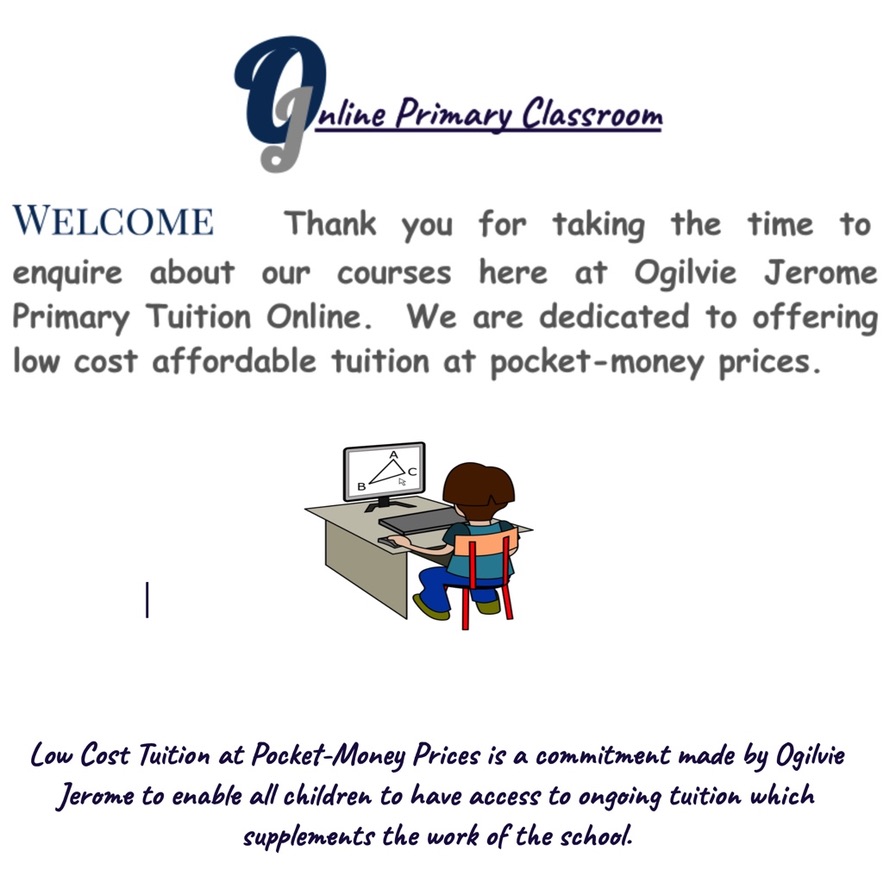 Online Primary Classroom
J
WELCOME Thank you for taking the time to
enquire about our courses here at Ogilvie Jerome
Primary Tuition Online. We are dedicated to offering
low cost affordable tuition at pocket-money prices.
A
B
C
Low Cost Tuition at Pocket-Money Prices is a commitment made by Ogilvie
Jerome to enable all children to have access to ongoing tuition which
supplements the work of the school.